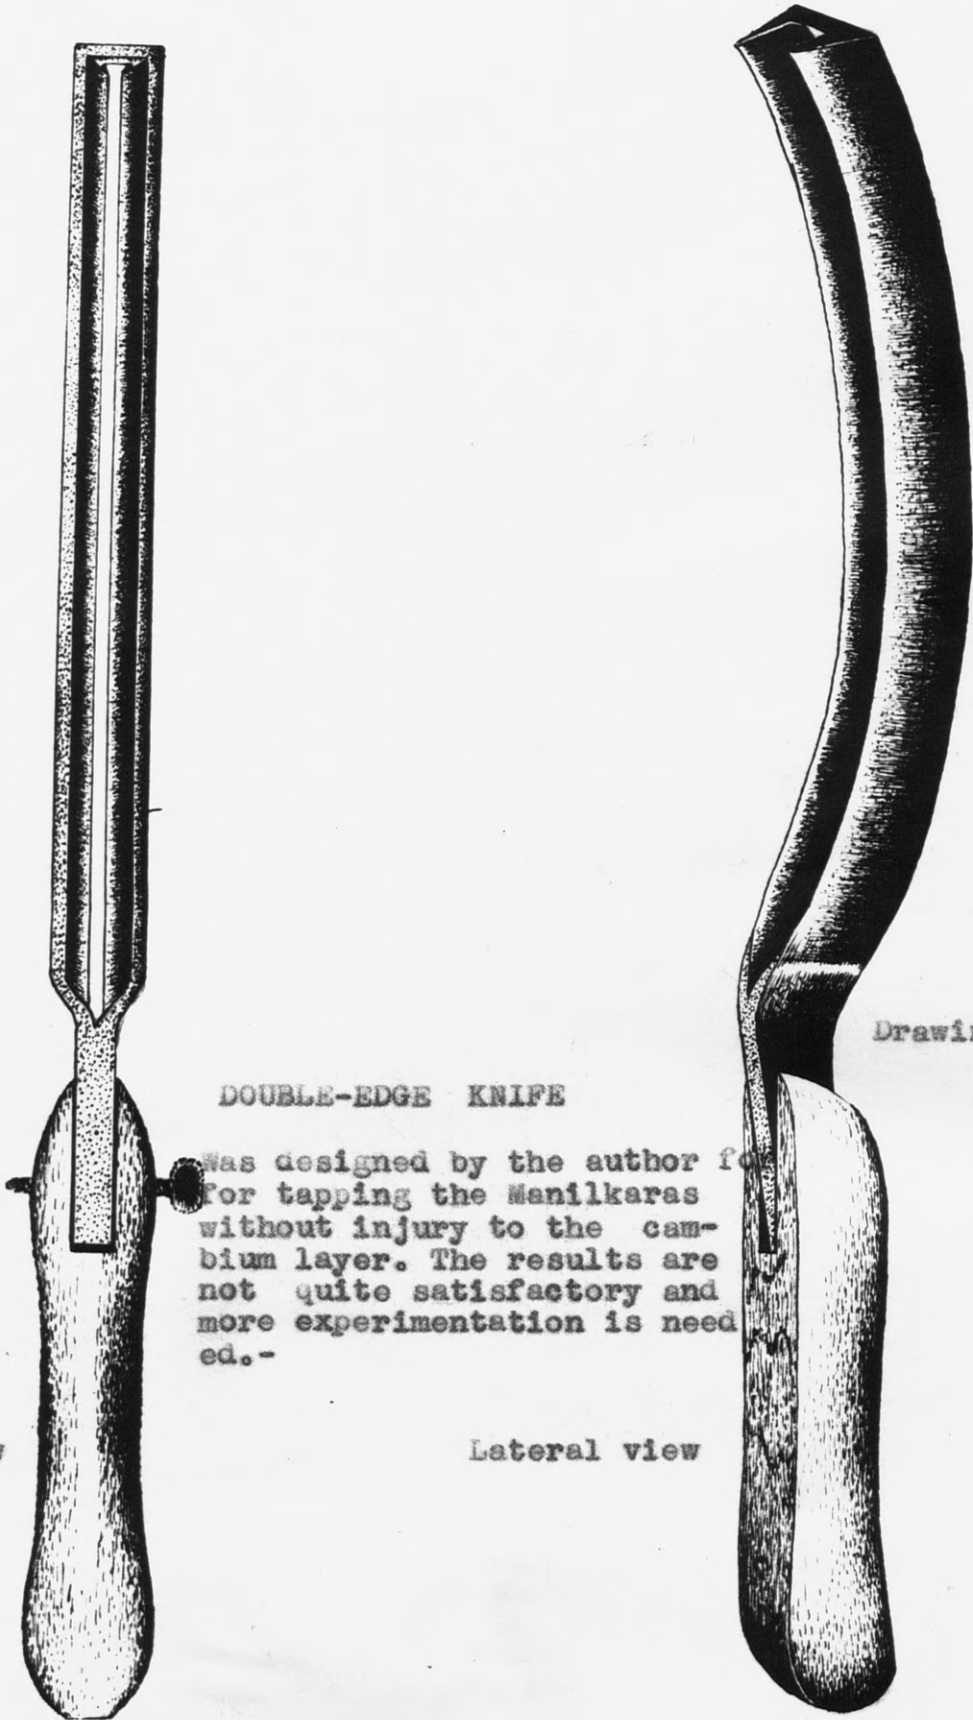 Drawin
DOUBLE-EDGE KNIFE
Was designed by the author fo
for tapping the Manilkaras
without injury to the cam-
bium layer. The results are
not quite satisfactory and
more experimentation is need
ed.-
Lateral view